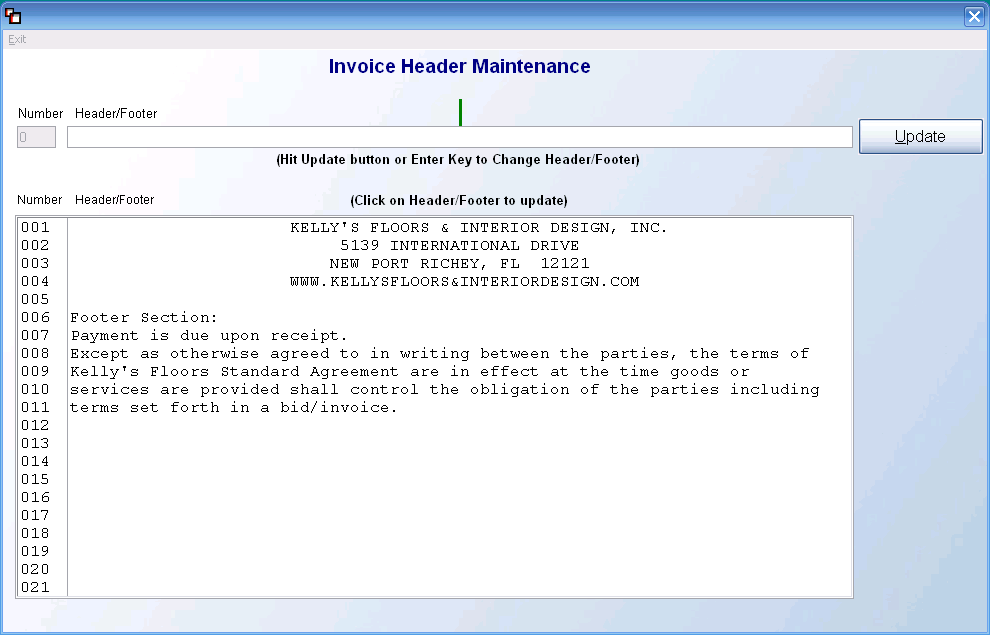 Exit
Invoice Header Maintenance
Number Header/Footer
0
Update
(Hit Update button or Enter Key to Change Header/Footer)
Number Header/Footer (Click on Header/Footer to update)
001 KELLY'S FLOORS & INTERIOR DESIGN, INC.
002 5139 INTERNATIONAL DRIVE
003 NEW PORT RICHEY, FL  12121
004 WWW.KELLYSFLOORS&INTERIORDESIGN.COM
005
006 Footer Section:
007 Payment is due upon receipt.
008 Except as otherwise agreed to in writing between the parties, the terms of
009 Kelly's Floors Standard Agreement are in effect at the time goods or
010 services are provided shall control the obligation of the parties including
011 terms set forth in a bid/invoice.
012
013
014
015
016
017
018
019
020
021